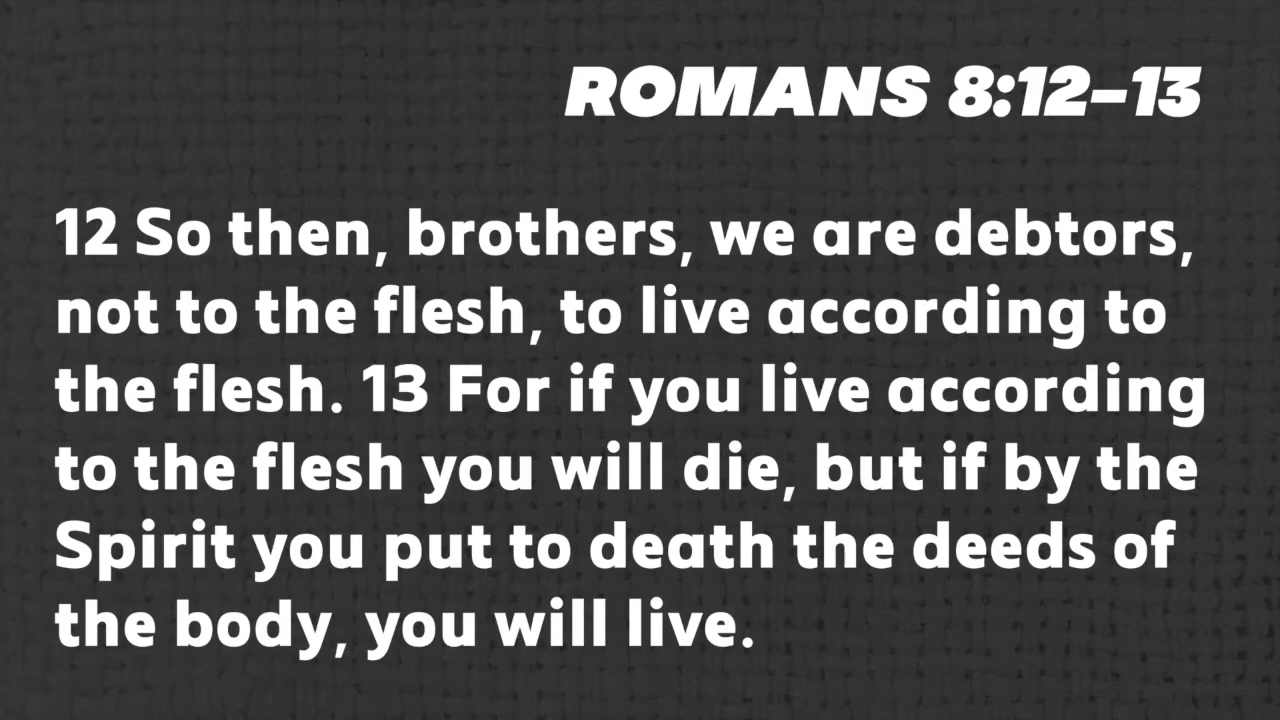 ROMANS 8:12–13
12 So then, brothers, we are debtors,
not to the flesh, to live according to
the flesh. 13 For if you live according
to the flesh you will die, but if by the
Spirit you put to death the deeds of
the body, you will live.